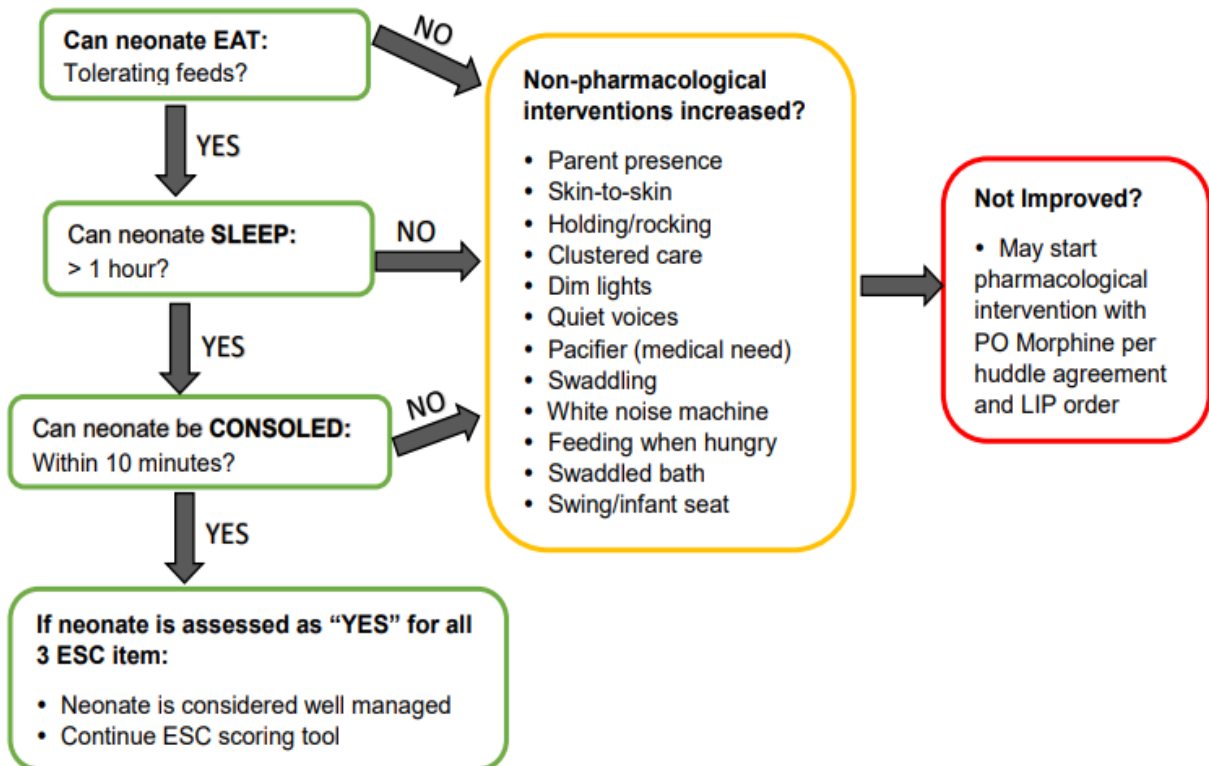 Can neonate EAT:
Tolerating feeds?
NO
YES
Can neonate SLEEP:
> 1 hour?
NO
YES
Can neonate be CONSOLED:
Within 10 minutes?
NO
YES
If neonate is assessed as “YES” for all
3 ESC item:
• Neonate is considered well managed
• Continue ESC scoring tool
Non-pharmacological
interventions increased?
• Parent presence
• Skin-to-skin
• Holding/rocking
• Clustered care
• Dim lights
• Quiet voices
• Pacifier (medical need)
• Swaddling
• White noise machine
• Feeding when hungry
• Swaddled bath
• Swing/infant seat
Not Improved?
• May start
pharmacological
intervention with
PO Morphine per
huddle agreement
and LIP order